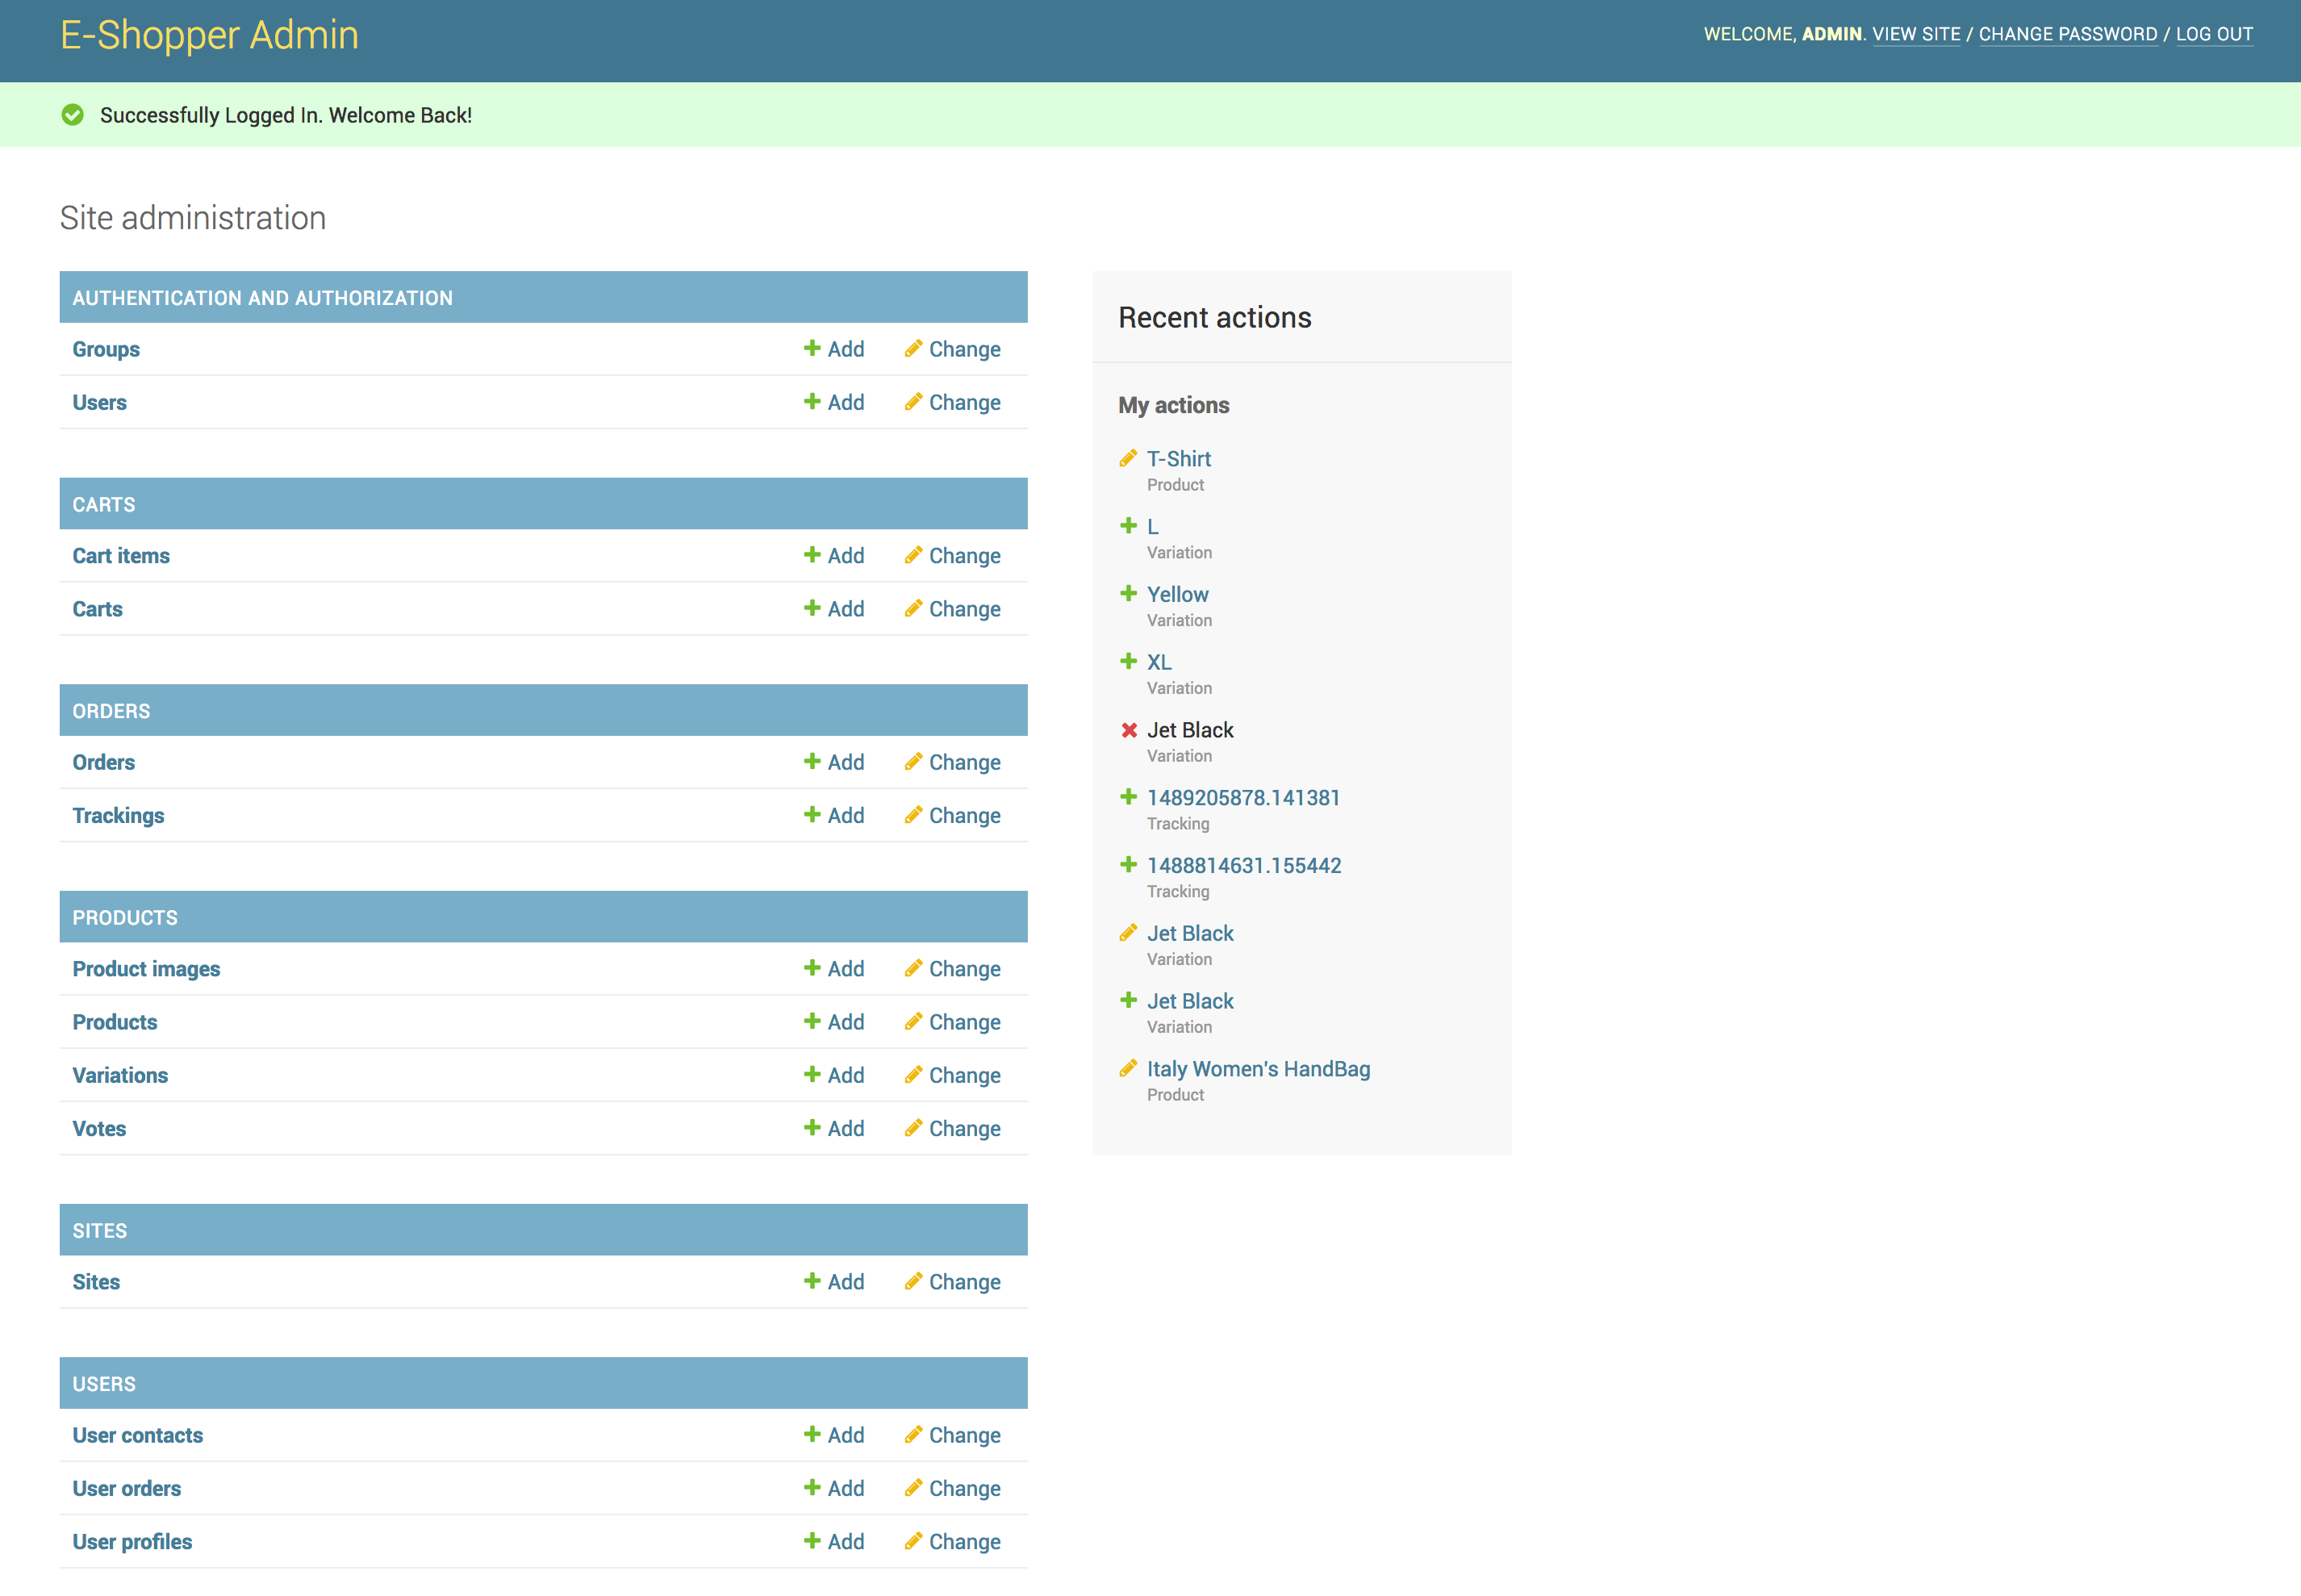 E-Shopper Admin
WELCOME, ADMIN. VIEW SITE / CHANGE PASSWORD / LOG OUT
Successfully Logged In. Welcome Back!
Site administration
AUTHENTICATION AND AUTHORIZATION
Groups Add Change
Users Add Change
CARTS
Cart items Add Change
Carts Add Change
ORDERS
Orders Add Change
Trackings Add Change
PRODUCTS
Product images Add Change
Products Add Change
Variations Add Change
Votes Add Change
SITES
Sites Add Change
USERS
User contacts Add Change
User orders Add Change
User profiles Add Change
Recent actions
My actions
T-Shirt
Product
L
Variation
Yellow
Variation
XL
Variation
Jet Black
Variation
1489205878.141381
Tracking
1488814631.155442
Tracking
Jet Black
Variation
Jet Black
Variation
Italy Women's HandBag
Product